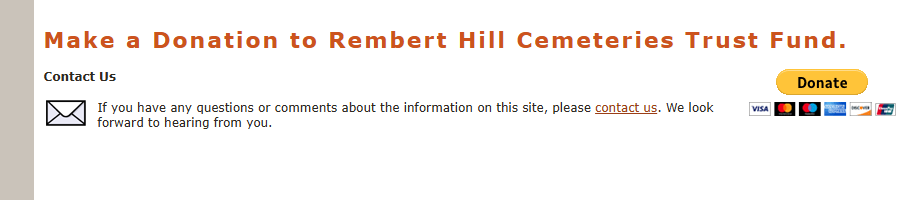 Make a Donation to Rembert Hill Cemeteries Trust Fund.
Contact Us
Donate
If you have any questions or comments about the information on this site, please contact us. We look
forward to hearing from you.
VISA
DISCOVER